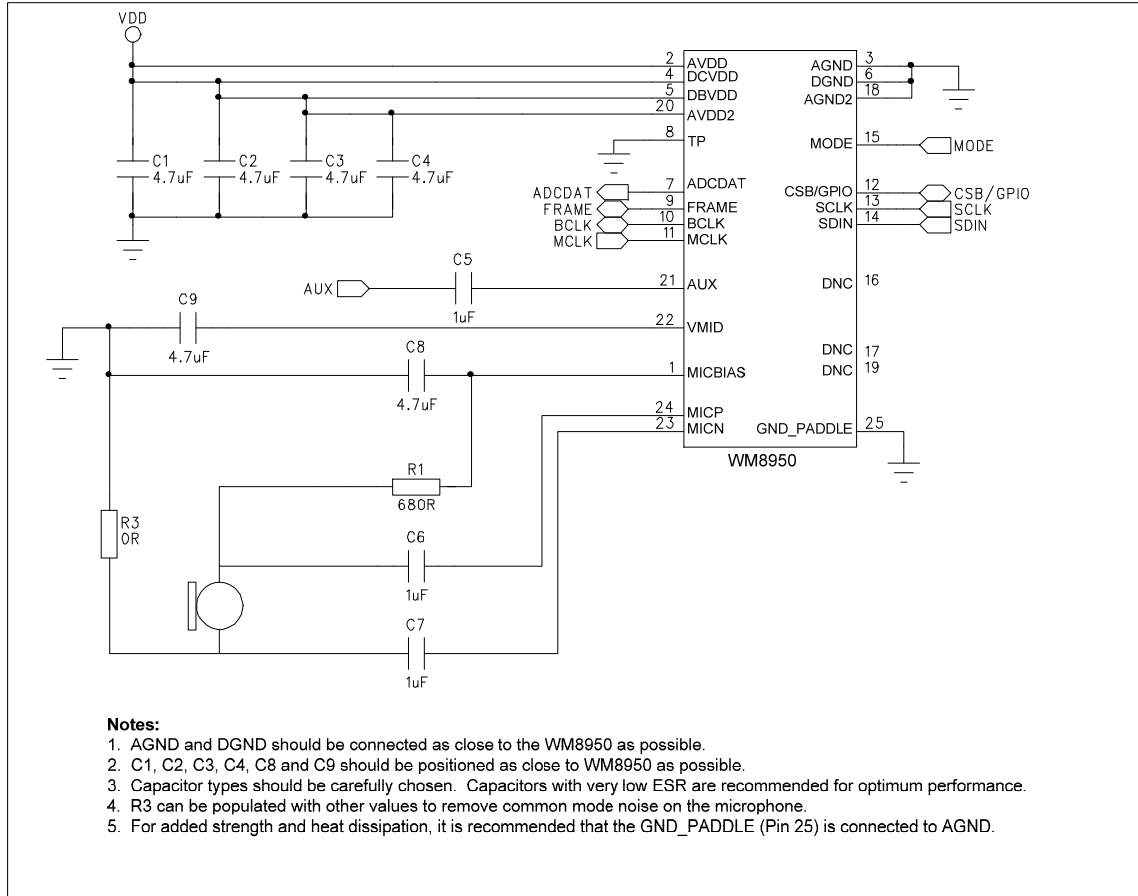 VDD
2 AVDD AGND 3
4 DCVDD DGND 6
5 DBVDD AGND2 18
20 AVDD2
8 TP MODE 15 MODE
C1 4.7uF
C2 4.7uF
C3 4.7uF
C4 4.7uF
ADCDAT 7 ADCDAT CSB/GPIO 12 CSB/GPIO
FRAME 9 FRAME SCLK 13 SCLK
BCLK 10 BCLK SDIN 14 SDIN
MCLK 11 MCLK
AUX C5 1uF 21 AUX DNC 16
C9 4.7uF 22 VMID
DNC 17
C8 4.7uF 1 MICBIAS DNC 19
24 MICP
23 MICN GND_PADDLE 25
WM8950
R1
680R
R3
0R
C6
1uF
C7
1uF
Notes:
1. AGND and DGND should be connected as close to the WM8950 as possible.
2. C1, C2, C3, C4, C8 and C9 should be positioned as close to WM8950 as possible.
3. Capacitor types should be carefully chosen. Capacitors with very low ESR are recommended for optimum performance.
4. R3 can be populated with other values to remove common mode noise on the microphone.
5. For added strength and heat dissipation, it is recommended that the GND_PADDLE (Pin 25) is connected to AGND.